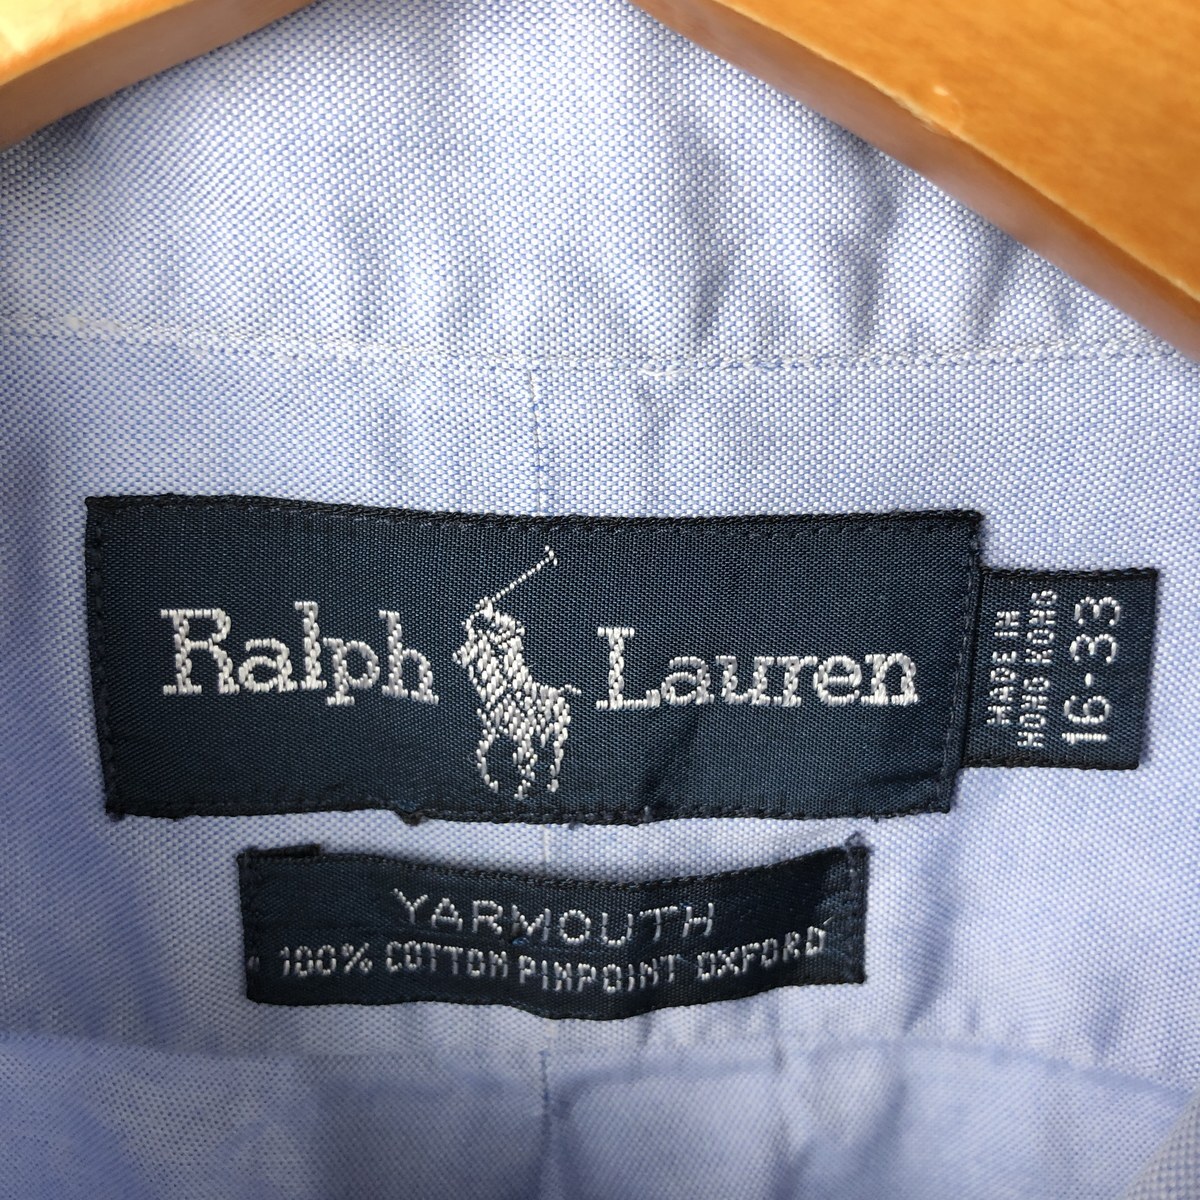 Ralph Lauren
MADE IN
HONG KONG
16-33
YARMOUTH
100% COTTON PINPOINT OXFORD